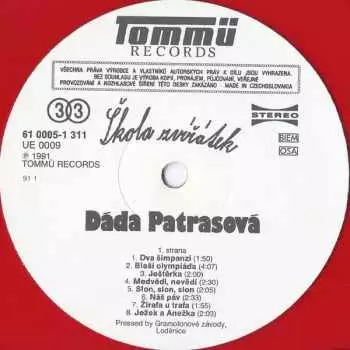 Tommü
RECORDS
VŠECHNA PRÁVA VÝROBCE A VLASTNÍKŮ AUTORSKÝCH PRÁV K DÍLU JSOU VYHRAZENA.
BEZ SOUHLASU JE VÝROBA KOPIÍ, PRONÁJEM, PŮJČOVÁNÍ, VEŘEJNÉ
PROVOZOVÁNÍ A ROZHLASOVÉ ŠÍŘENÍ TÉTO DESKY ZAKÁZÁNO · MADE IN CZECHOSLOVAKIA
33
61 0005-1 311
UE 0009
℗ 1991
TOMMÜ RECORDS
91 1
Škola zvířátek
STEREO
BIEM
OSA
Dáda Patrasová
1. strana
1. Dva šimpanzi (1:50)
2. Bleší olympiáda (4:07)
3. Ještěrka (2:00)
4. Medvědi, nevědí (2:00)
5. Slon, slon, slon (2:05)
6. Náš páv (2:33)
7. Žirafa u trafa (1:55)
8. Ježek a Anežka (2:03)
Pressed by Gramofonové závody,
Loděnice